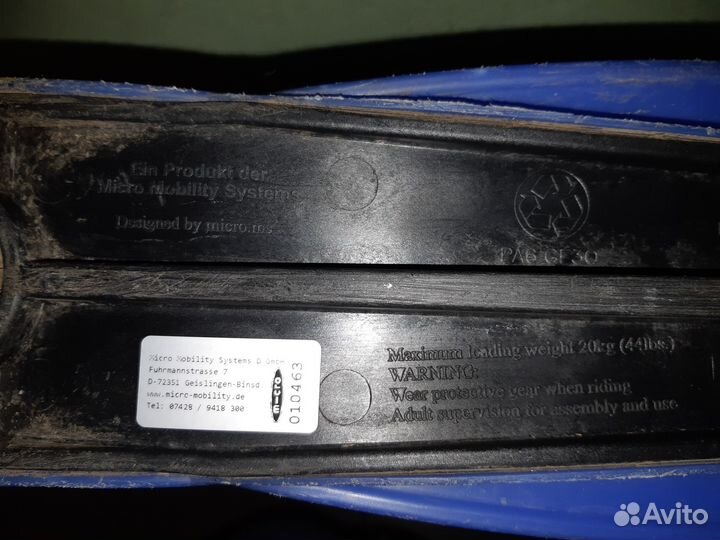 Ein Produkt der
Micro Mobility Systems
Designed by micro.ms
PA6 GF30
Micro Mobility Systems D GmbH
Fuhrmannstrasse 7
D-72351 Geislingen-Binsd.
www.micro-mobility.de
Tel: 07428 / 9418 300
010463
Maximum loading weight 20kg (44lbs.)
WARNING:
Wear protective gear when riding
Adult supervision for assembly and use
Avito